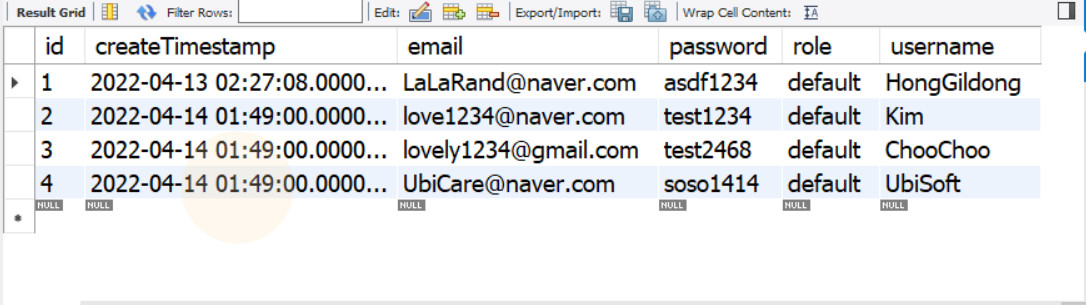 Result Grid Filter Rows: Edit: Export/Import: Wrap Cell Content: IA
id createTimestamp email password role username
1 2022-04-13 02:27:08.0000... LaLaRand@naver.com asdf1234 default HongGildong
2 2022-04-14 01:49:00.0000... love1234@naver.com test1234 default Kim
3 2022-04-14 01:49:00.0000... lovely1234@gmail.com test2468 default ChooChoo
4 2022-04-14 01:49:00.0000... UbiCare@naver.com soso1414 default UbiSoft
* NULL NULL NULL NULL NULL NULL